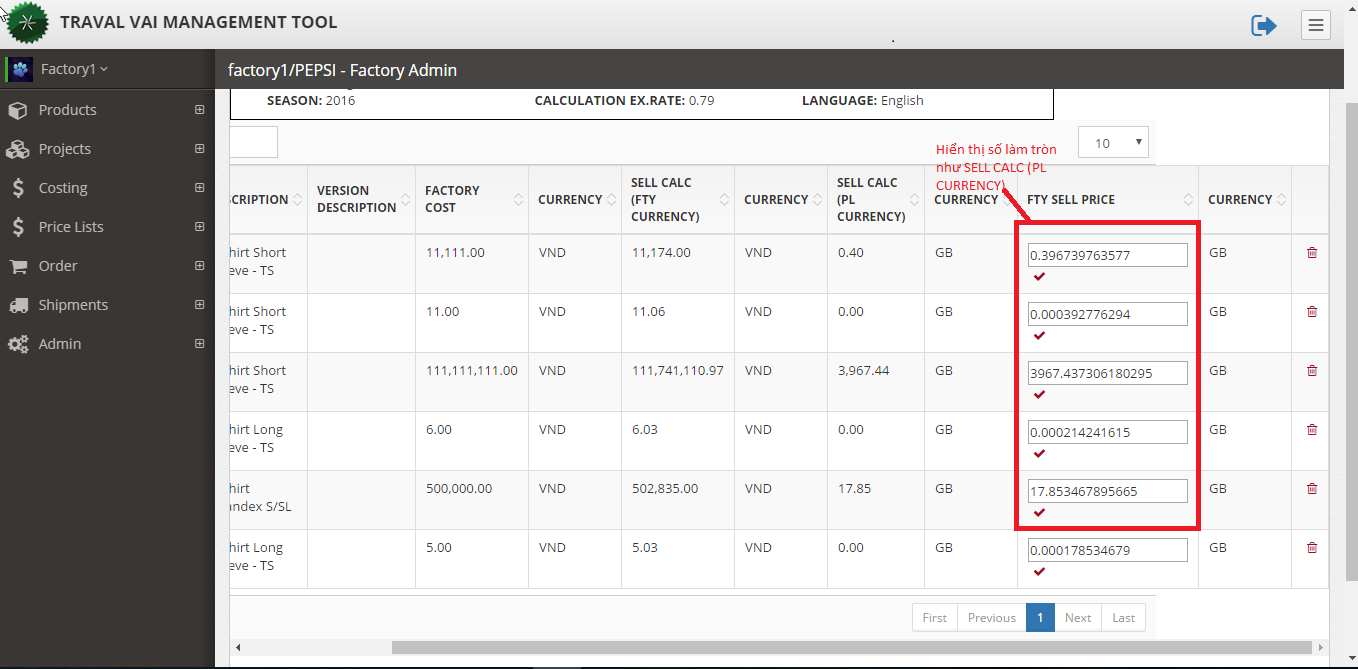 TRAVAL VAI MANAGEMENT TOOL
Factory1
factory1/PEPSI - Factory Admin
Products
Projects
Costing
Price Lists
Order
Shipments
Admin
SEASON: 2016 CALCULATION EX.RATE: 0.79 LANGUAGE: English
10
Hiển thị số làm tròn
như SELL CALC (PL
CURRENCY)
CRIPTION VERSION DESCRIPTION FACTORY COST CURRENCY SELL CALC (FTY CURRENCY) CURRENCY SELL CALC (PL CURRENCY) CURRENCY FTY SELL PRICE CURRENCY
hirt Short 11,111.00 VND 11,174.00 VND 0.40 GB 0.396739763577 GB
eve - TS
hirt Short 11.00 VND 11.06 VND 0.00 GB 0.000392776294 GB
eve - TS
hirt Short 111,111,111.00 VND 111,741,110.97 VND 3,967.44 GB 3967.437306180295 GB
eve - TS
hirt Long 6.00 VND 6.03 VND 0.00 GB 0.000214241615 GB
eve - TS
hirt 500,000.00 VND 502,835.00 VND 17.85 GB 17.853467895665 GB
andex S/SL
hirt Long 5.00 VND 5.03 VND 0.00 GB 0.000178534679 GB
eve - TS
First Previous 1 Next Last